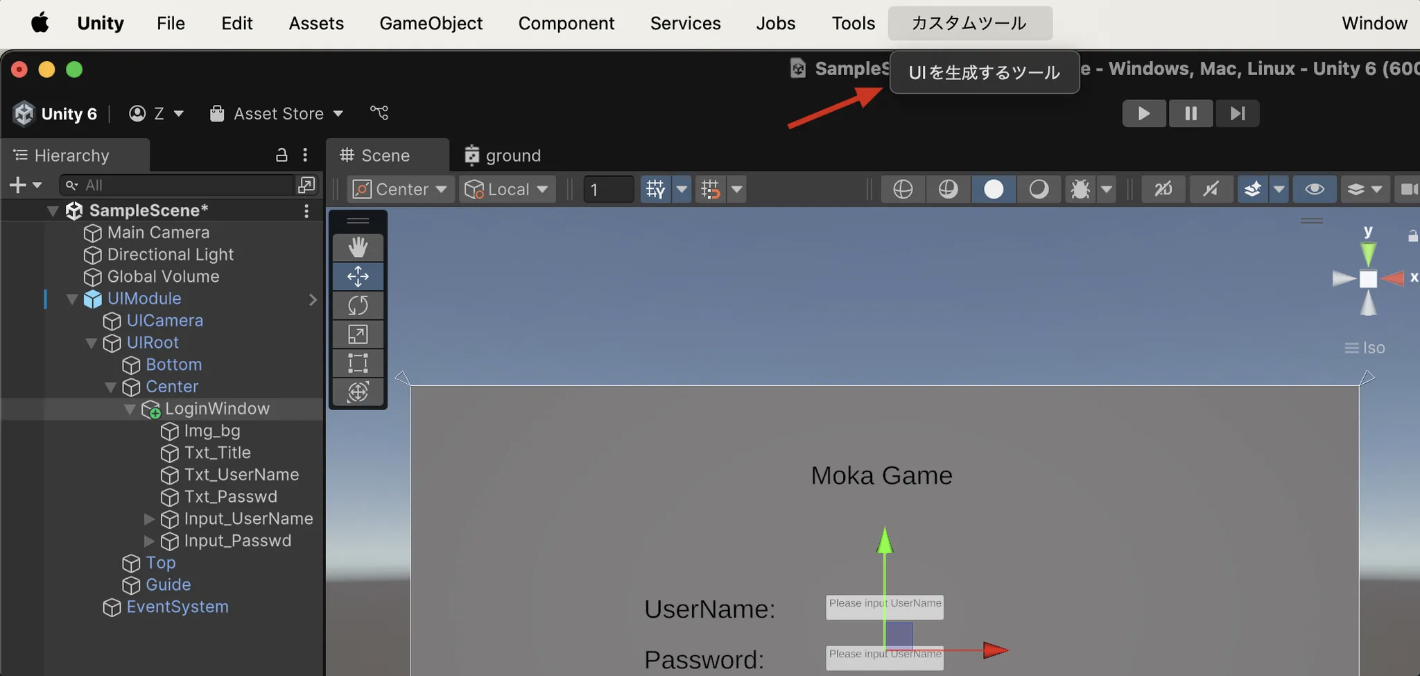 Unity File Edit Assets GameObject Component Services Jobs Tools カスタムツール Window
UIを生成するツール
e - Windows, Mac, Linux - Unity 6 (600
Unity 6 Z Asset Store
Hierarchy
Scene ground
All
Center Local 1 2D
SampleScene*
Main Camera
Directional Light
Global Volume
UIModule
UICamera
UIRoot
Bottom
Center
LoginWindow
Img_bg
Txt_Title
Txt_UserName
Txt_Passwd
Input_UserName
Input_Passwd
Top
Guide
EventSystem
y
x
Iso
Moka Game
UserName: Please input UserName
Password: Please input UserName